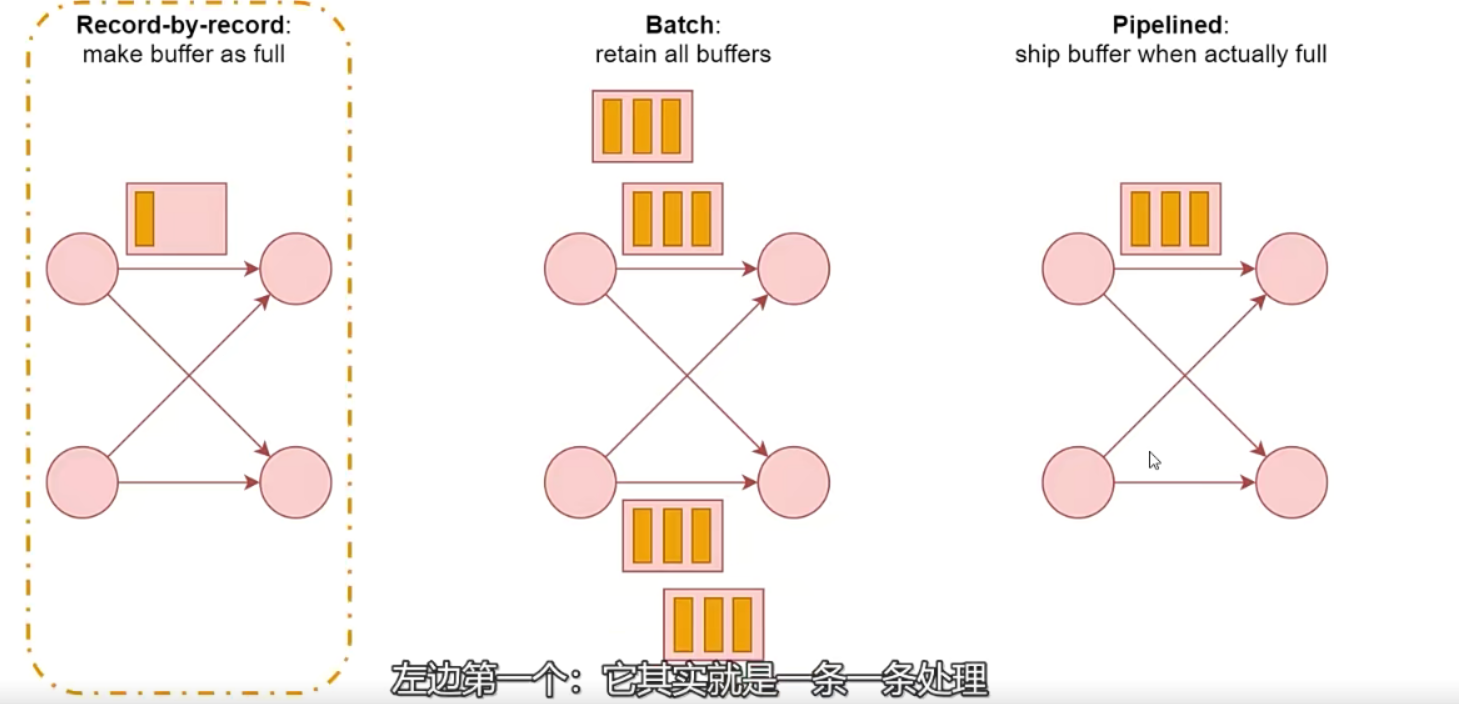 Record-by-record:
make buffer as full
Batch:
retain all buffers
Pipelined:
ship buffer when actually full
左边第一个：它其实就是一条一条处理